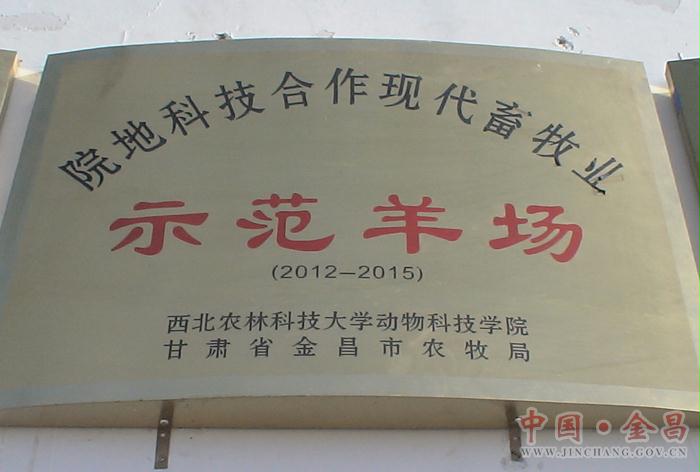 院地科技合作现代畜牧业
示范羊场
(2012—2015)
西北农林科技大学动物科技学院
甘肃省金昌市农牧局
中国·金昌
WWW.JINCHANG.GOV.CN